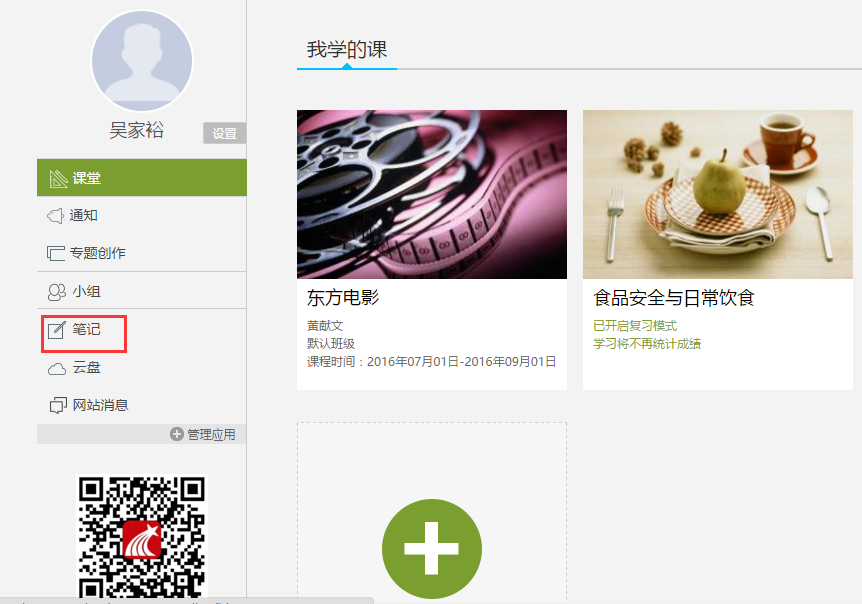 吴家裕
设置
课堂
通知
专题创作
小组
笔记
云盘
网站消息
管理应用
我学的课
东方电影
黄献文
默认班级
课程时间：2016年07月01日-2016年09月01日
食品安全与日常饮食
已开启复习模式
学习将不再统计成绩